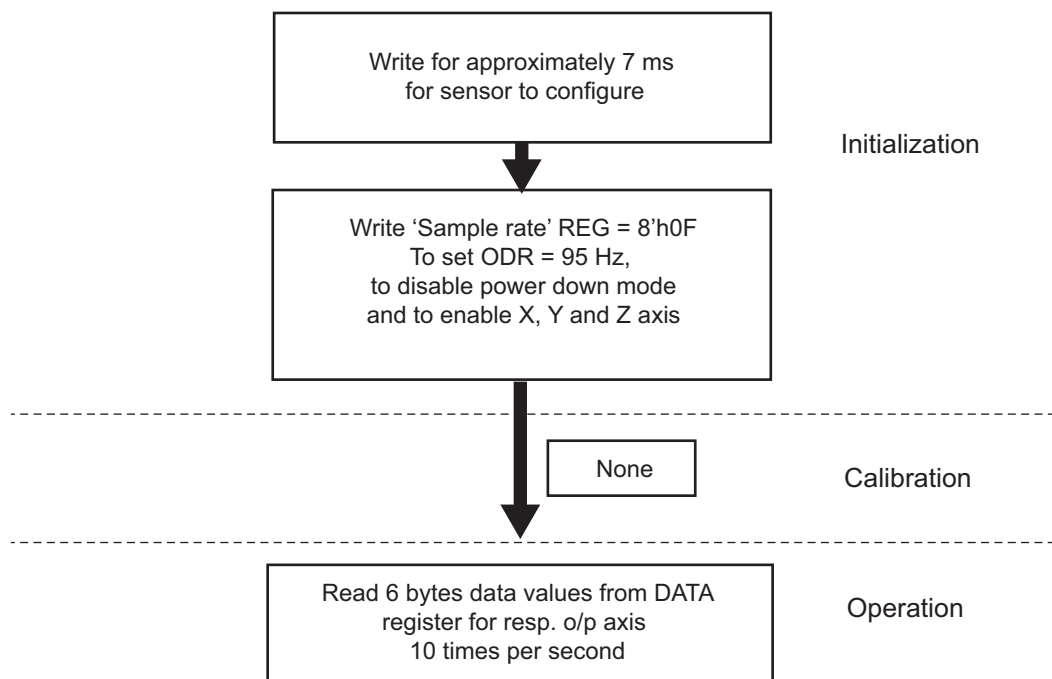 Write for approximately 7 ms
for sensor to configure
Initialization
Write ‘Sample rate’ REG = 8’h0F
To set ODR = 95 Hz,
to disable power down mode
and to enable X, Y and Z axis
None
Calibration
Read 6 bytes data values from DATA
register for resp. o/p axis
10 times per second
Operation